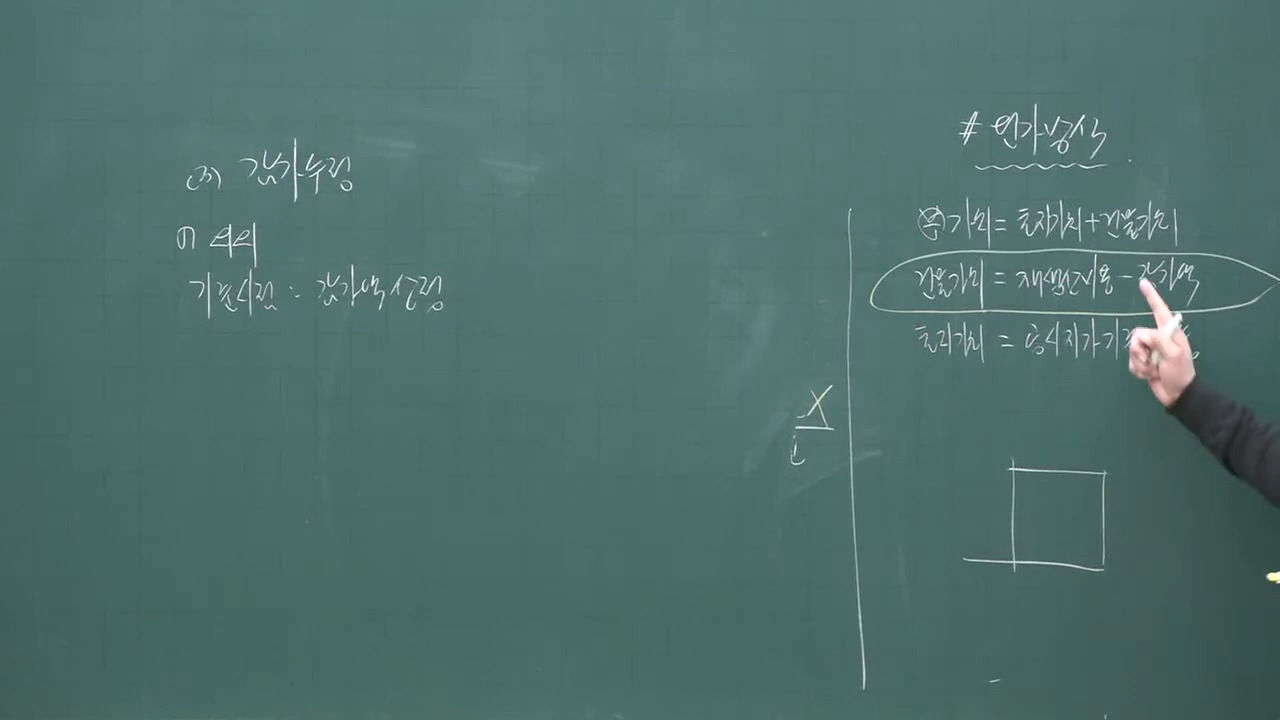 (3) 감가수정
1) 의의
기준시점 : 감가액 산정
# 원가방식
가치 = 토지가치 + 건물가치
건물가치 = 재생산비용 - 감가액
토지가치 = 공시지가기